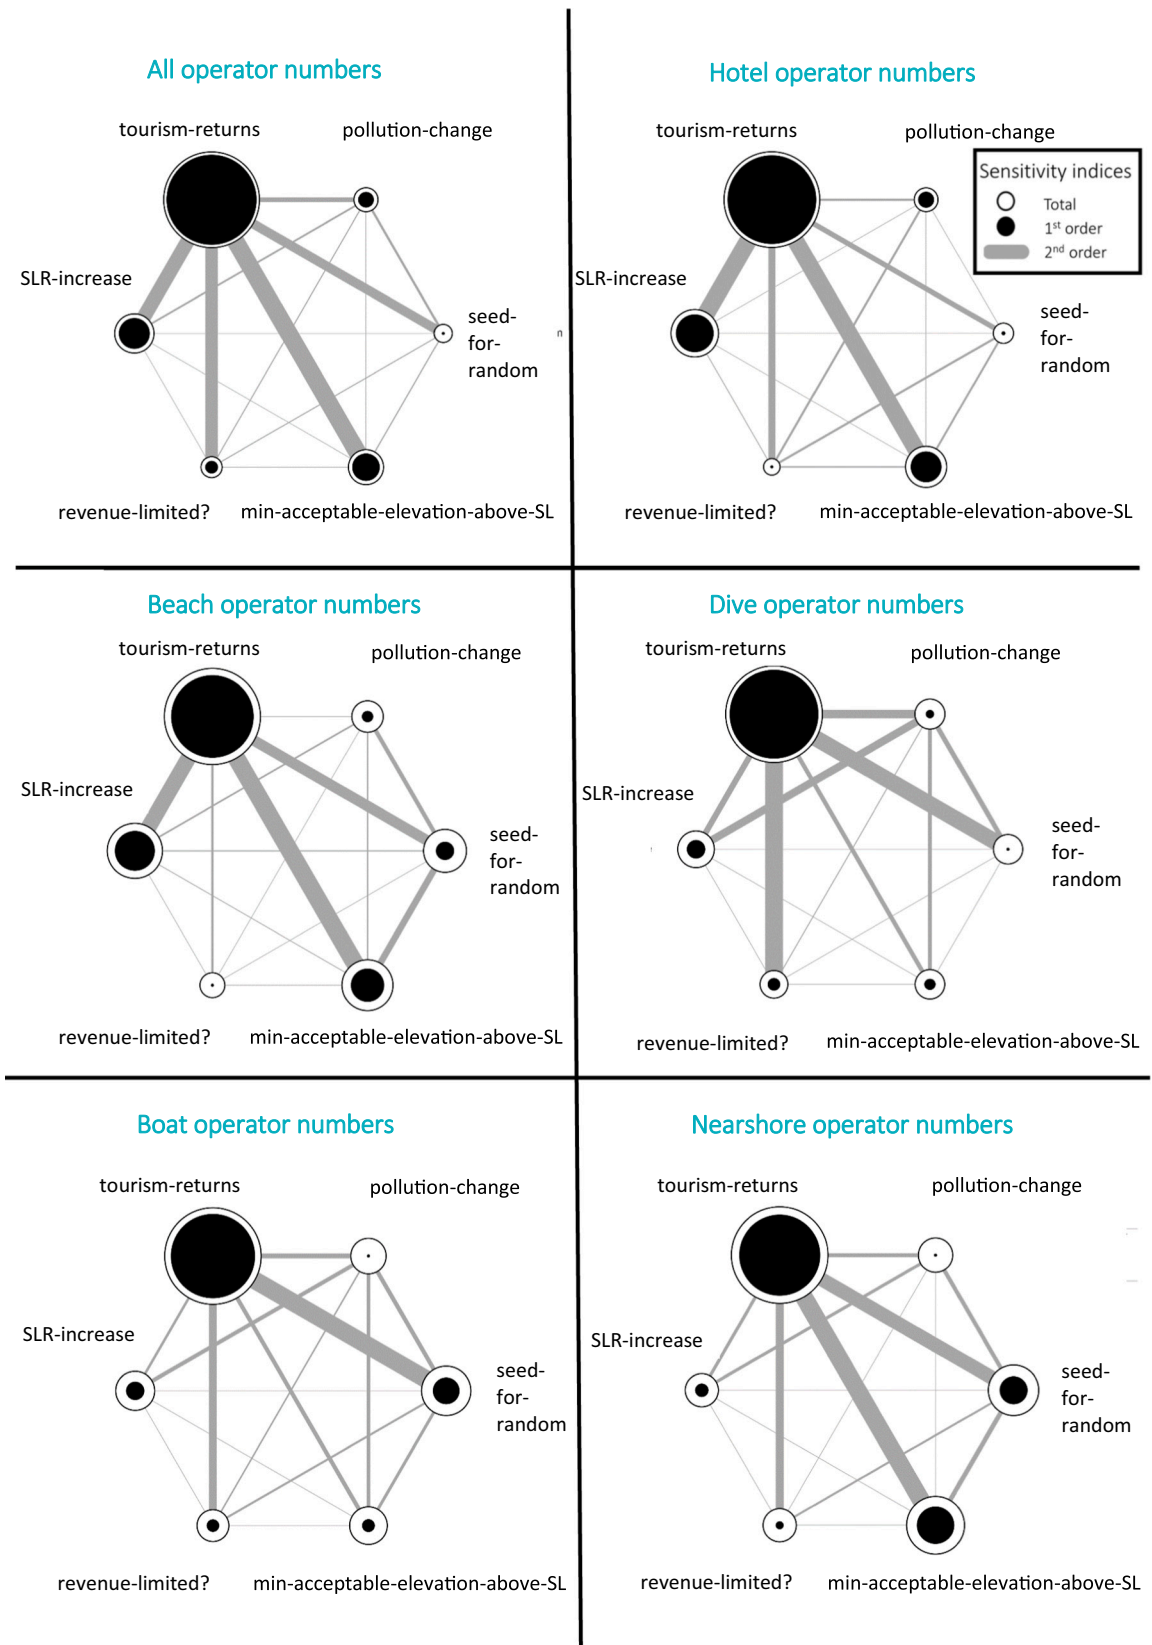 All operator numbers
tourism-returns
pollution-change
SLR-increase
seed-
for-
random
revenue-limited?
min-acceptable-elevation-above-SL
Hotel operator numbers
tourism-returns
pollution-change
Sensitivity indices
Total
1st order
2nd order
SLR-increase
seed-
for-
random
revenue-limited?
min-acceptable-elevation-above-SL
n
Beach operator numbers
tourism-returns
pollution-change
SLR-increase
seed-
for-
random
revenue-limited?
min-acceptable-elevation-above-SL
Dive operator numbers
tourism-returns
pollution-change
SLR-increase
seed-
for-
random
revenue-limited?
min-acceptable-elevation-above-SL
Boat operator numbers
tourism-returns
pollution-change
SLR-increase
seed-
for-
random
revenue-limited?
min-acceptable-elevation-above-SL
Nearshore operator numbers
tourism-returns
pollution-change
SLR-increase
seed-
for-
random
revenue-limited?
min-acceptable-elevation-above-SL